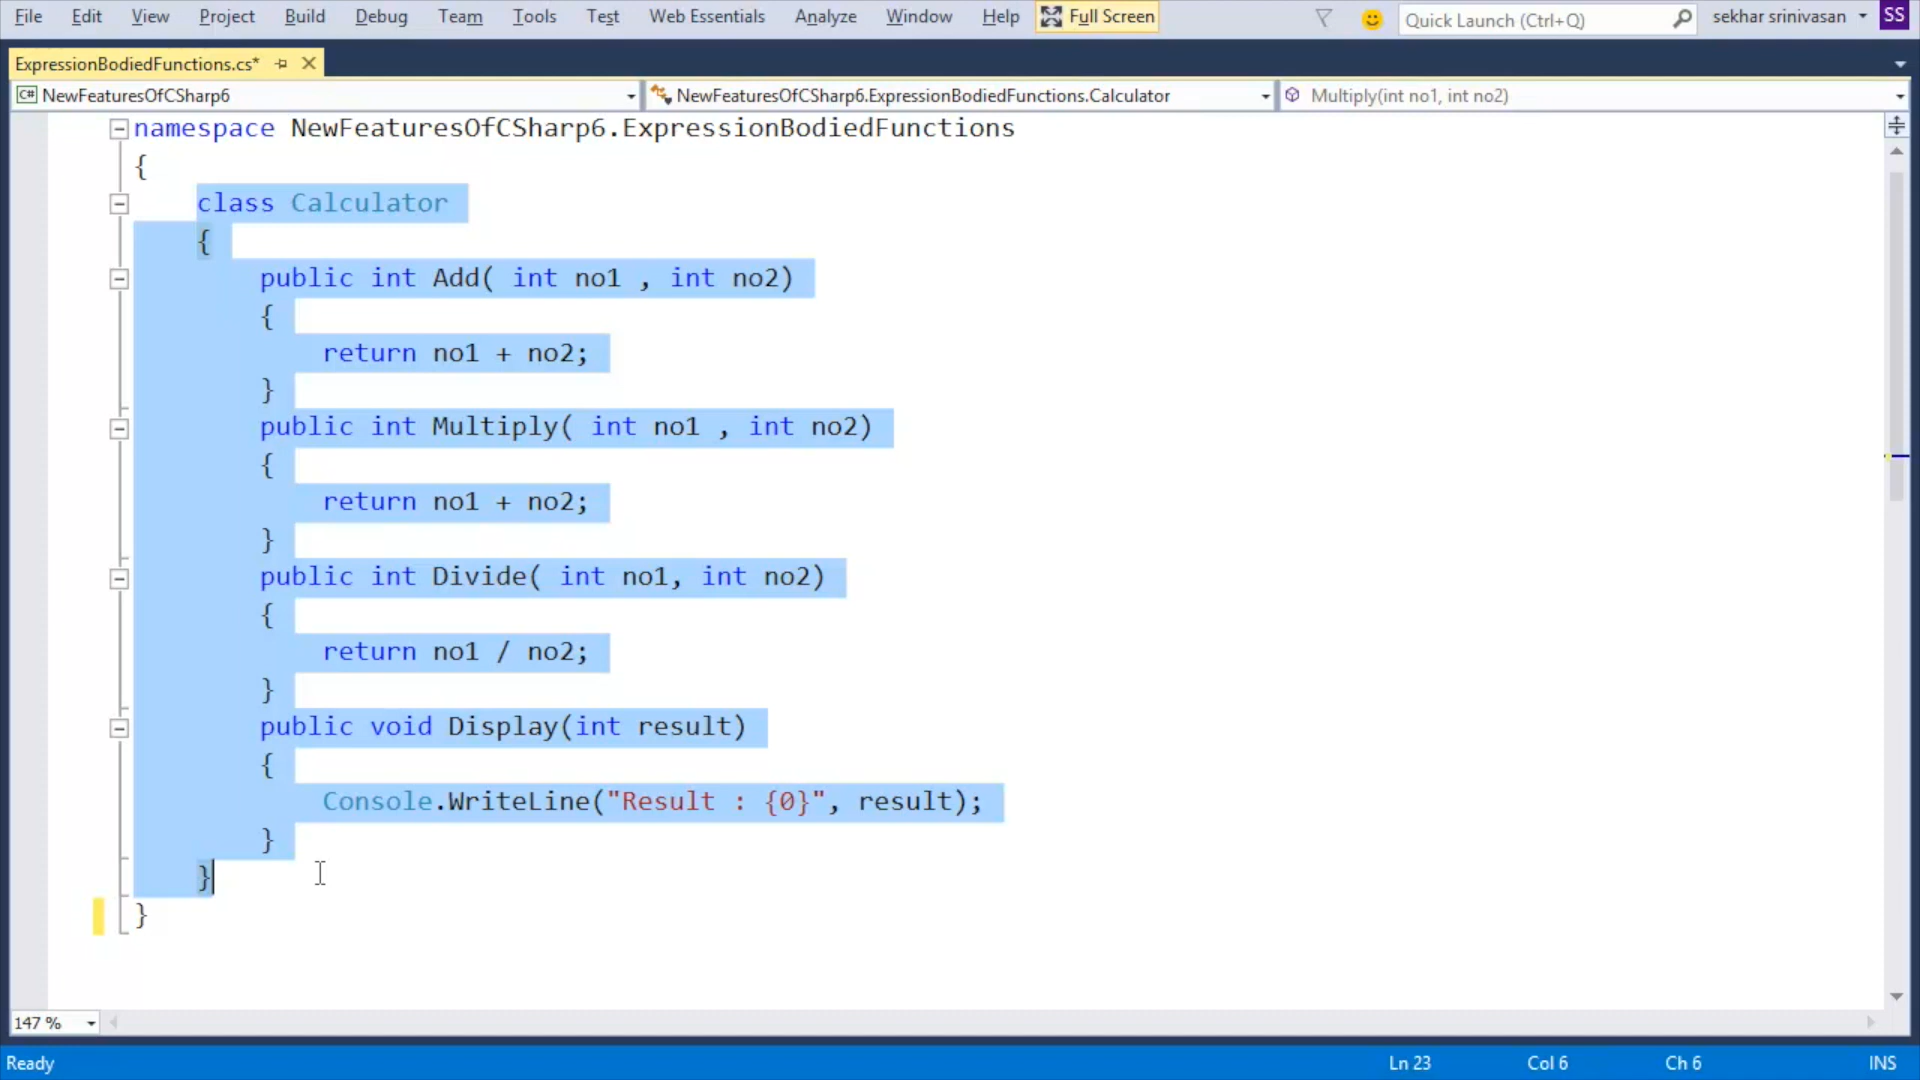 File Edit View Project Build Debug Team Tools Test Web Essentials Analyze Window Help Full Screen Quick Launch (Ctrl+Q) sekhar srinivasan SS
ExpressionBodiedFunctions.cs*
C# NewFeaturesOfCSharp6 NewFeaturesOfCSharp6.ExpressionBodiedFunctions.Calculator Multiply(int no1, int no2)
namespace NewFeaturesOfCSharp6.ExpressionBodiedFunctions
{
class Calculator
{
public int Add( int no1 , int no2)
{
return no1 + no2;
}
public int Multiply( int no1 , int no2)
{
return no1 + no2;
}
public int Divide( int no1, int no2)
{
return no1 / no2;
}
public void Display(int result)
{
Console.WriteLine("Result : {0}", result);
}
}
}
147 %
Ready Ln 23 Col 6 Ch 6 INS